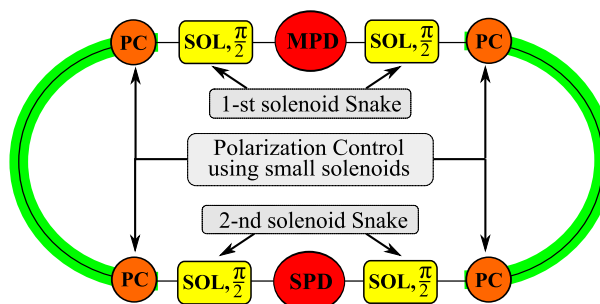 PC SOL, π/2 MPD SOL, π/2 PC
1-st solenoid Snake
Polarization Control
using small solenoids
2-nd solenoid Snake
PC SOL, π/2 SPD SOL, π/2 PC